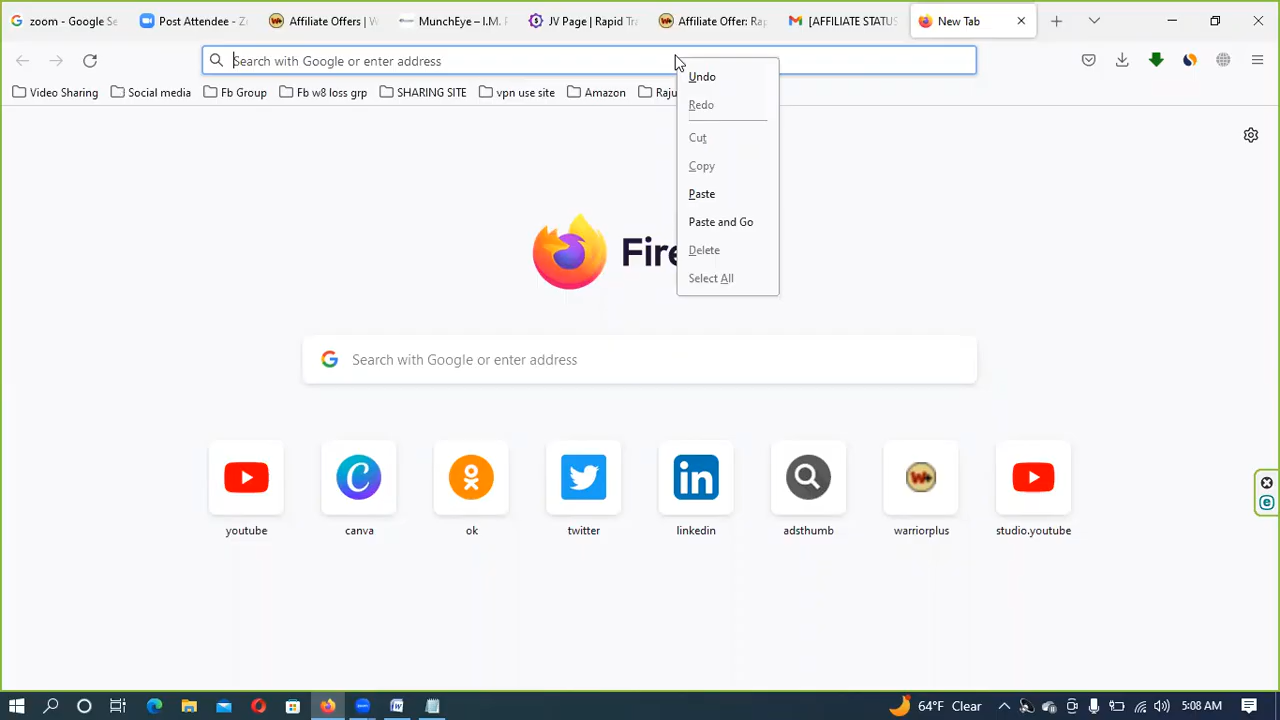 zoom - Google Se
Post Attendee - Z
Affiliate Offers | W
MunchEye – I.M. P
JV Page | Rapid Tra
Affiliate Offer: Rap
[AFFILIATE STATUS
New Tab
Search with Google or enter address
Video Sharing
Social media
Fb Group
Fb w8 loss grp
SHARING SITE
vpn use site
Amazon
Raju
Undo
Redo
Cut
Copy
Paste
Paste and Go
Delete
Select All
Fire
Search with Google or enter address
youtube
canva
ok
twitter
linkedin
adsthumb
warriorplus
studio.youtube
64°F Clear
5:08 AM